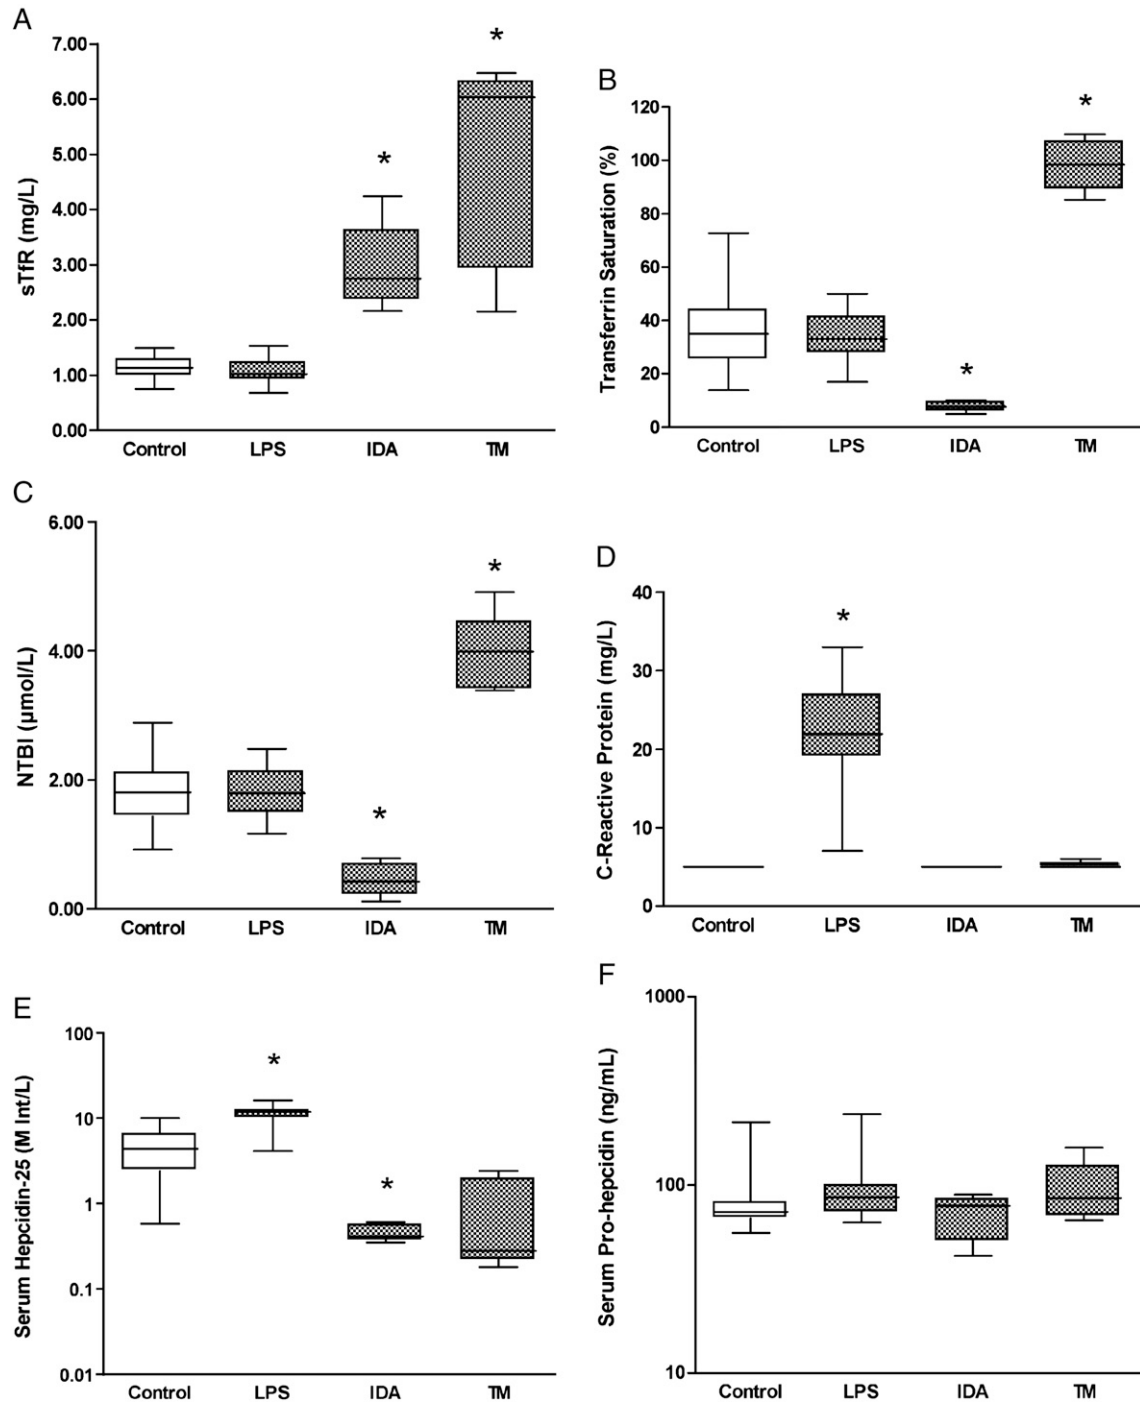 A
sTfR (mg/L)
7.00
6.00
5.00
4.00
3.00
2.00
1.00
0.00
*
*
Control LPS IDA TM
B
Transferrin Saturation (%)
120
100
80
60
40
20
0
*
*
Control LPS IDA TM
C
NTBI (µmol/L)
6.00
4.00
2.00
0.00
*
*
Control LPS IDA TM
D
C-Reactive Protein (mg/L)
40
30
20
10
0
*
Control LPS IDA TM
E
Serum Hepcidin-25 (M Int/L)
100
10
1
0.1
0.01
*
*
Control LPS IDA TM
F
Serum Pro-hepcidin (ng/mL)
1000
100
10
Control LPS IDA TM